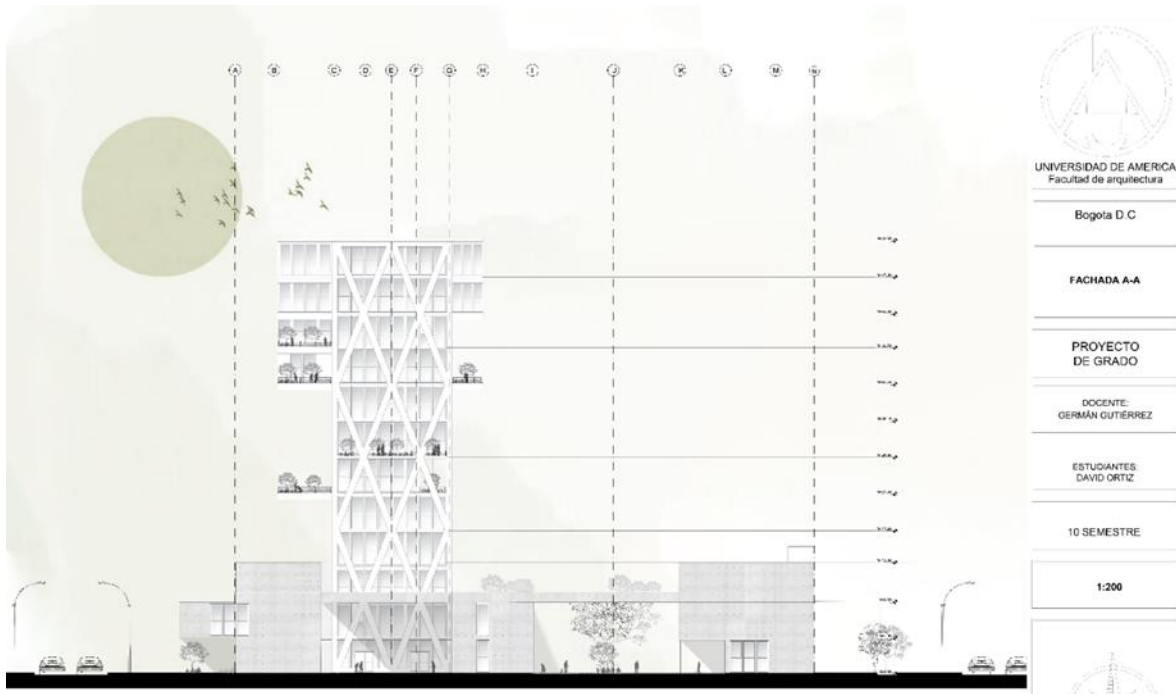 A B C D E F G H I J K L M N
UNIVERSIDAD DE AMERICA
Facultad de arquitectura
Bogota D.C
FACHADA A-A
PROYECTO
DE GRADO
DOCENTE:
GERMÁN GUTIÉRREZ
ESTUDIANTES:
DAVID ORTIZ
10 SEMESTRE
1:200